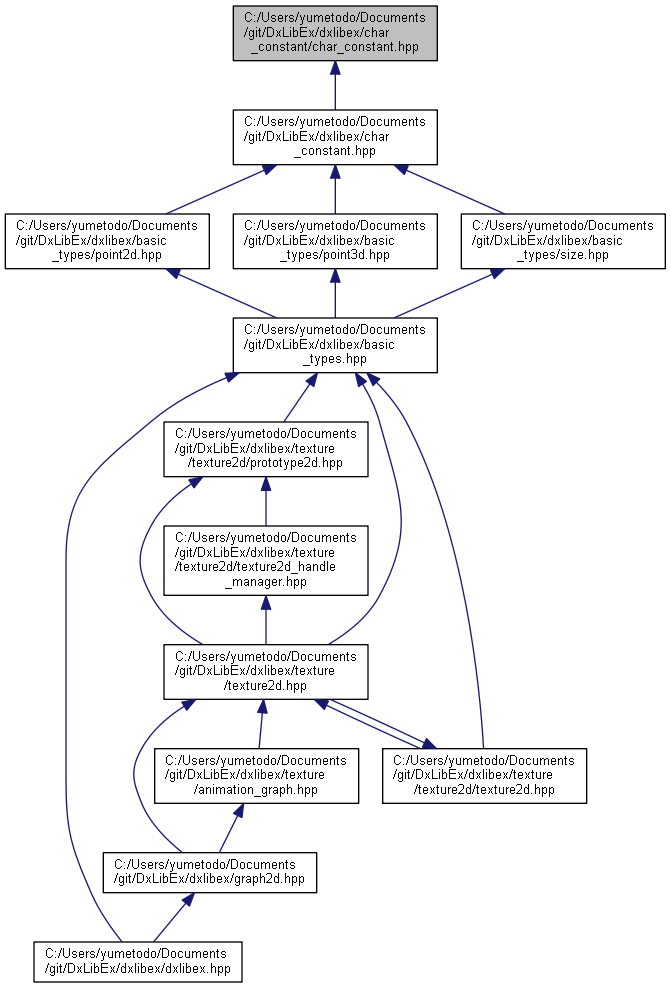 C:/Users/yumetodo/Documents
/git/DxLibEx/dxlibex/char
_constant/char_constant.hpp
C:/Users/yumetodo/Documents
/git/DxLibEx/dxlibex/char
_constant.hpp
C:/Users/yumetodo/Documents
/git/DxLibEx/dxlibex/basic
_types/point2d.hpp
C:/Users/yumetodo/Documents
/git/DxLibEx/dxlibex/basic
_types/point3d.hpp
C:/Users/yumetodo/Documents
/git/DxLibEx/dxlibex/basic
_types/size.hpp
C:/Users/yumetodo/Documents
/git/DxLibEx/dxlibex/basic
_types.hpp
C:/Users/yumetodo/Documents
/git/DxLibEx/dxlibex/texture
/texture2d/prototype2d.hpp
C:/Users/yumetodo/Documents
/git/DxLibEx/dxlibex/texture
/texture2d/texture2d_handle
_manager.hpp
C:/Users/yumetodo/Documents
/git/DxLibEx/dxlibex/texture
/texture2d.hpp
C:/Users/yumetodo/Documents
/git/DxLibEx/dxlibex/texture
/animation_graph.hpp
C:/Users/yumetodo/Documents
/git/DxLibEx/dxlibex/texture
/texture2d/texture2d.hpp
C:/Users/yumetodo/Documents
/git/DxLibEx/dxlibex/graph2d.hpp
C:/Users/yumetodo/Documents
/git/DxLibEx/dxlibex/dxlibex.hpp